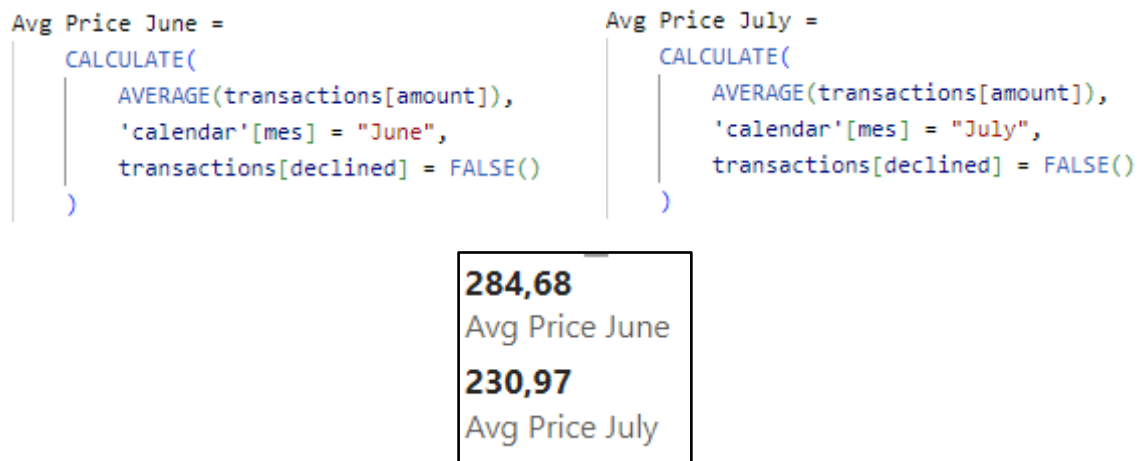 Avg Price June =
CALCULATE(
AVERAGE(transactions[amount]),
'calendar'[mes] = "June",
transactions[declined] = FALSE()
)
Avg Price July =
CALCULATE(
AVERAGE(transactions[amount]),
'calendar'[mes] = "July",
transactions[declined] = FALSE()
)
284,68
Avg Price June
230,97
Avg Price July